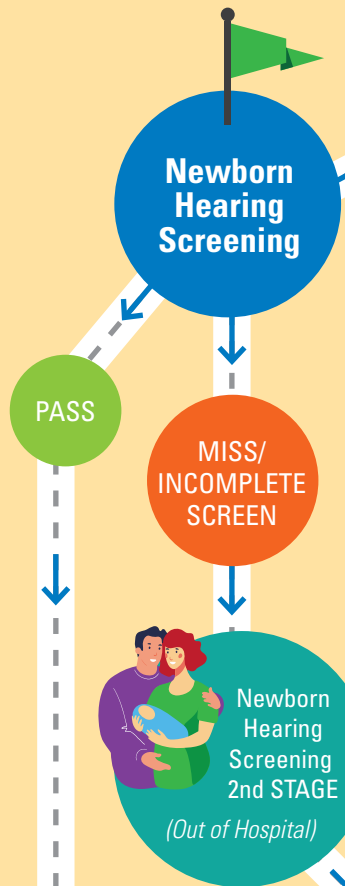 Newborn
Hearing
Screening
PASS
MISS/
INCOMPLETE
SCREEN
Newborn
Hearing
Screening
2nd STAGE
(Out of Hospital)